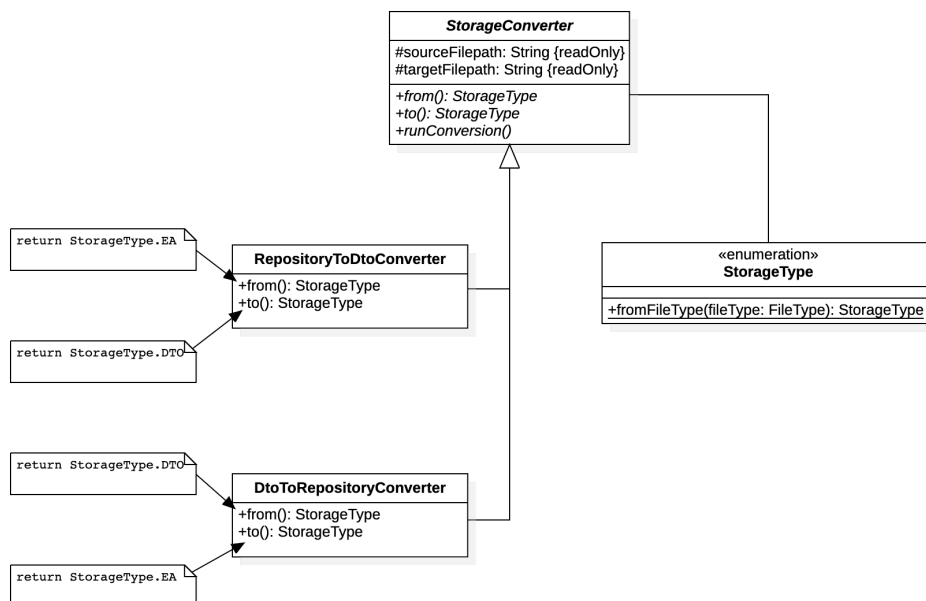 StorageConverter
#sourceFilepath: String {readOnly}
#targetFilepath: String {readOnly}
+from(): StorageType
+to(): StorageType
+runConversion()
return StorageType.EA
RepositoryToDtoConverter
+from(): StorageType
+to(): StorageType
return StorageType.DTO
«enumeration»
StorageType
+fromFileType(fileType: FileType): StorageType
return StorageType.DTO
DtoToRepositoryConverter
+from(): StorageType
+to(): StorageType
return StorageType.EA